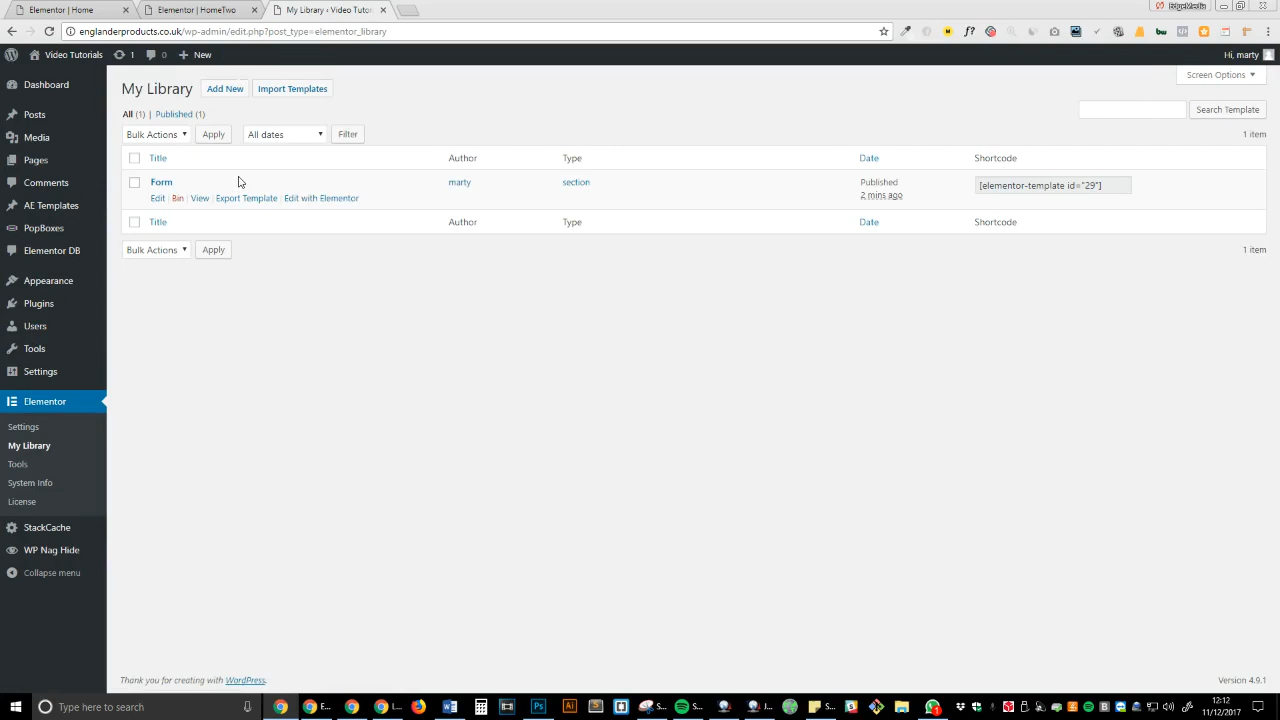 Elementor | Home
Elementor | HomeTwo
My Library ‹ Video Tutor
englanderproducts.co.uk/wp-admin/edit.php?post_type=elementor_library
Video Tutorials 1 0 New
Hi, marty
Screen Options
My Library
Add New
Import Templates
All (1) | Published (1)
Search Template
Bulk Actions
Apply
All dates
Filter
1 item
Title Author Type Date Shortcode
Form marty section Published [elementor-template id="29"]
2 mins ago
Edit | Bin | View | Export Template | Edit with Elementor
Title Author Type Date Shortcode
Bulk Actions
Apply
1 item
Dashboard
Posts
Media
Pages
Comments
AE Templates
PopBoxes
Elementor DB
Appearance
Plugins
Users
Tools
Settings
Elementor
Settings
My Library
Tools
System Info
License
StackCache
WP Nag Hide
Collapse menu
Thank you for creating with WordPress.
Version 4.9.1
Type here to search
12:12
11/12/2017